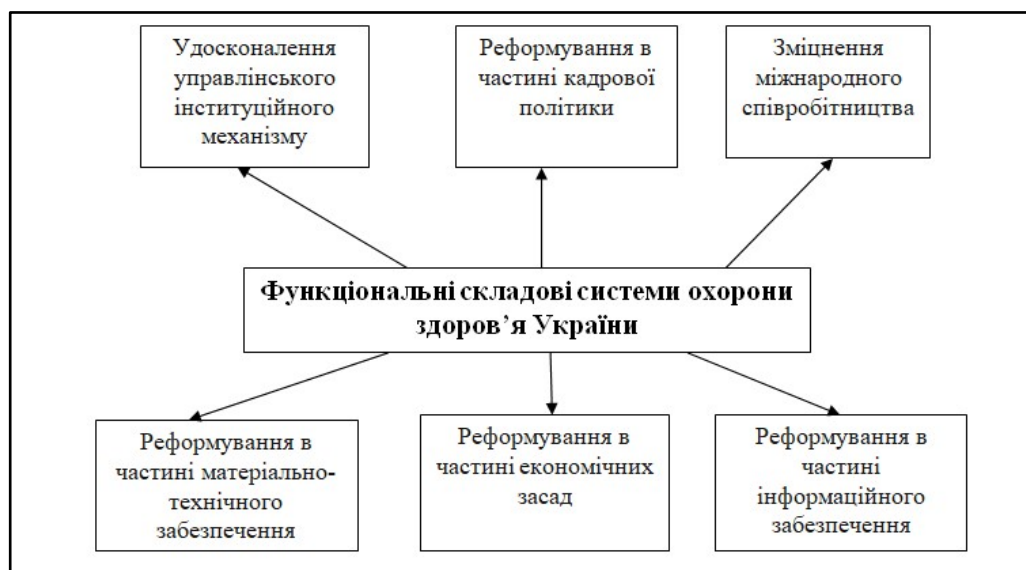 Удосконалення
управлінського
інституційного
механізму
Реформування в
частині кадрової
політики
Зміцнення
міжнародного
співробітництва
Функціональні складові системи охорони
здоров’я України
Реформування в
частині матеріально-
технічного
забезпечення
Реформування в
частині економічних
засад
Реформування в
частині
інформаційного
забезпечення